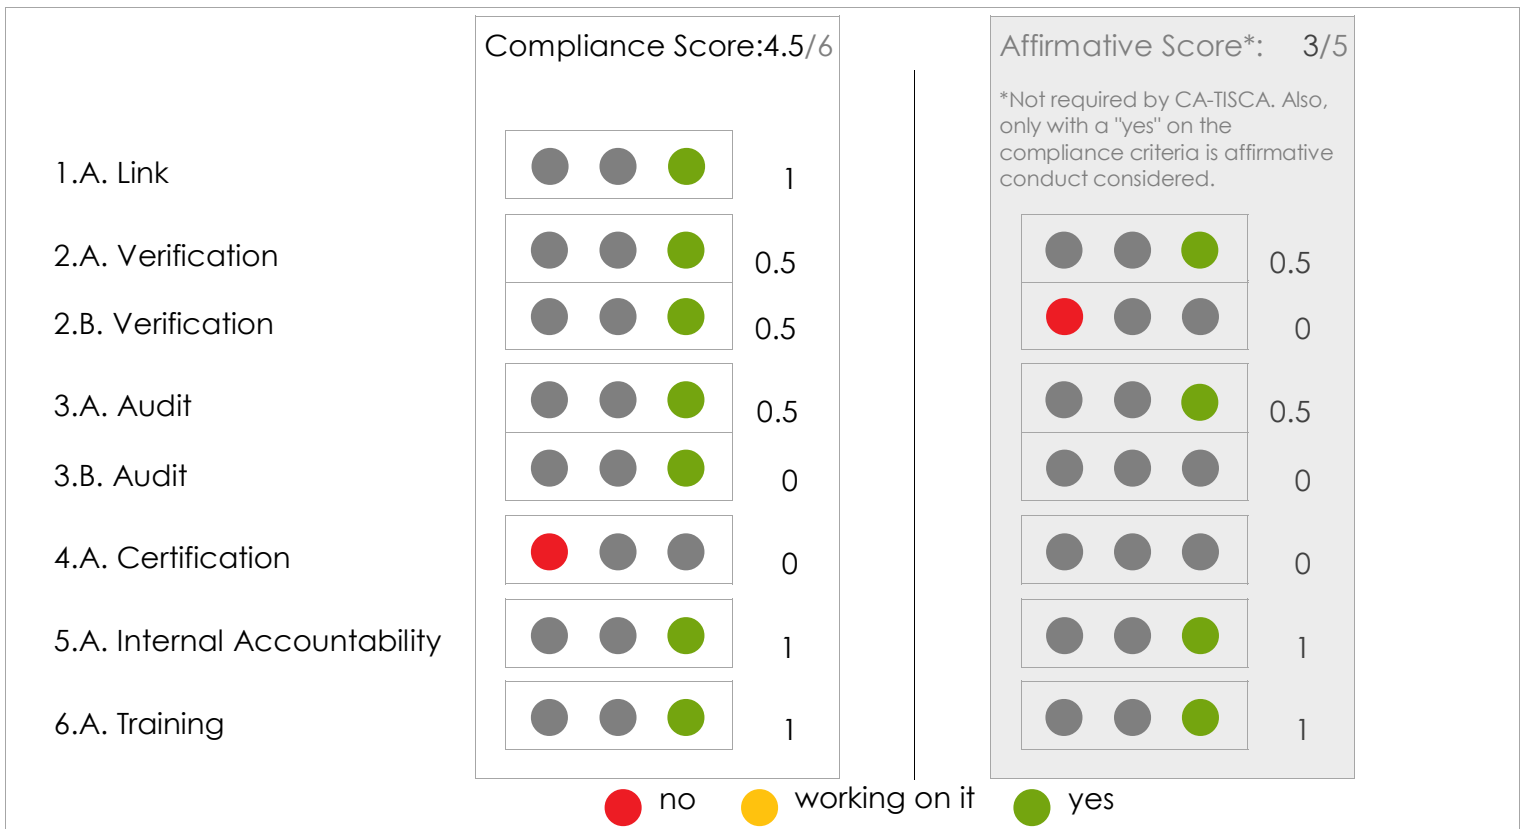 Compliance Score:4.5/6
Affirmative Score*: 3/5
*Not required by CA-TISCA. Also,
only with a "yes" on the
compliance criteria is affirmative
conduct considered.
1.A. Link 1
2.A. Verification 0.5 0.5
2.B. Verification 0.5 0
3.A. Audit 0.5 0.5
3.B. Audit 0 0
4.A. Certification 0 0
5.A. Internal Accountability 1 1
6.A. Training 1 1
no working on it yes